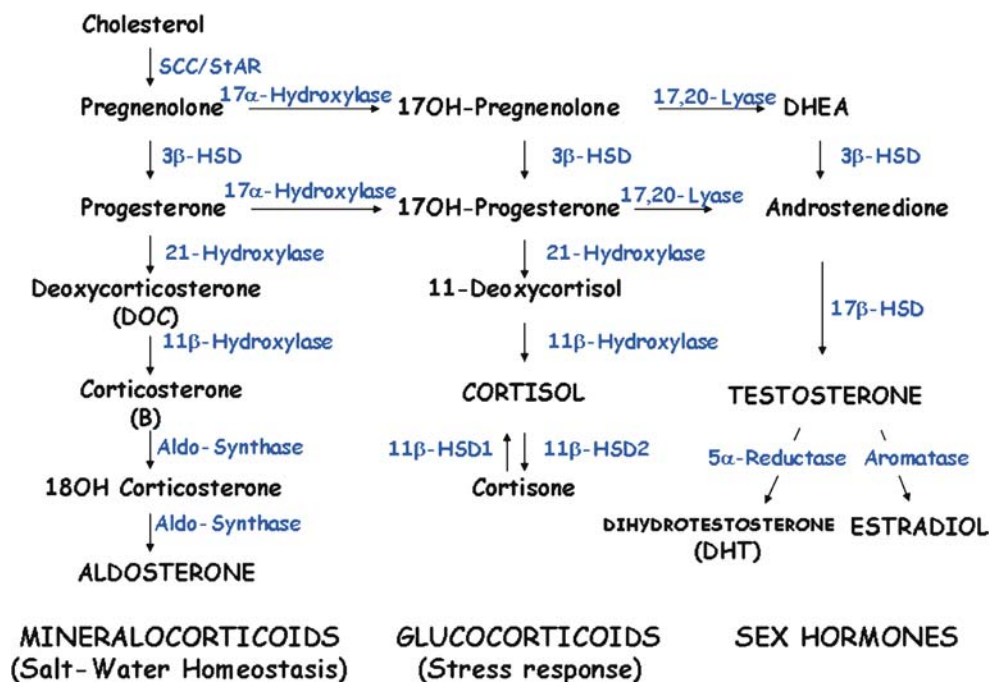 Cholesterol
SCC/StAR
17α-Hydroxylase
17,20-Lyase
Pregnenolone
17OH-Pregnenolone
DHEA
3β-HSD
3β-HSD
3β-HSD
17α-Hydroxylase
17,20-Lyase
Progesterone
17OH-Progesterone
Androstenedione
21-Hydroxylase
21-Hydroxylase
Deoxycorticosterone
(DOC)
11-Deoxycortisol
17β-HSD
11β-Hydroxylase
11β-Hydroxylase
Corticosterone
(B)
CORTISOL
TESTOSTERONE
Aldo-Synthase
11β-HSD1
11β-HSD2
5α-Reductase
Aromatase
18OH Corticosterone
Cortisone
Aldo-Synthase
DIHYDROTESTOSTERONE
(DHT)
ESTRADIOL
ALDOSTERONE
MINERALOCORTICOIDS
(Salt-Water Homeostasis)
GLUCOCORTICOIDS
(Stress response)
SEX HORMONES